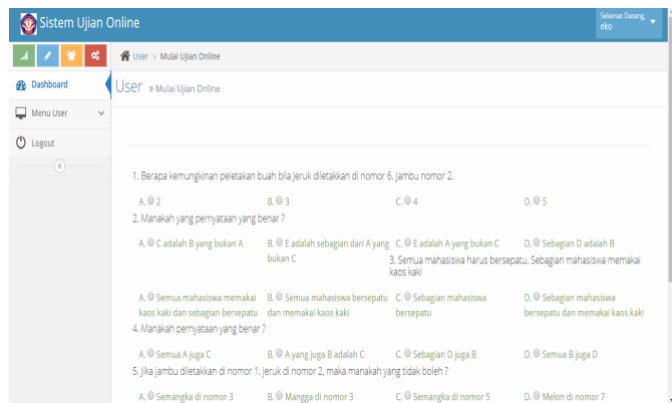 Sistem Ujian Online
Selamat Datang,
eko
User > Mulai Ujian Online
Dashboard
User » Mulai Ujian Online
Menu User
Logout
1. Berapa kemungkinan peletakan buah bila Jeruk diletakkan di nomor 6, Jambu nomor 2.
A. 2 B. 3 C. 4 D. 5
2. Manakah yang pernyataan yang benar ?
A. C adalah B yang bukan A B. E adalah sebagian dari A yang bukan C C. E adalah A yang bukan C D. Sebagian D adalah B
3. Semua mahasiswa harus bersepatu. Sebagian mahasiswa memakai
kaos kaki
A. Semua mahasiswa memakai kaos kaki dan sebagian bersepatu B. Semua mahasiswa bersepatu dan memakai kaos kaki C. Sebagian mahasiswa bersepatu D. Sebagian mahasiswa bersepatu dan memakai kaos kaki
4. Manakah pernyataan yang benar ?
A. Semua A juga C B. A yang juga B adalah C C. Sebagian D juga B D. Semua B juga D
5. Jika jambu diletakkan di nomor 1, jeruk di nomor 2, maka manakah yang tidak boleh ?
A. Semangka di nomor 3 B. Mangga di nomor 3 C. Semangka di nomor 5 D. Melon di nomor 7